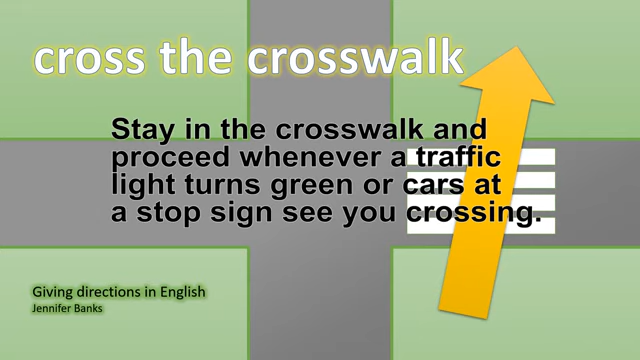 cross the crosswalk
Stay in the crosswalk and
proceed whenever a traffic
light turns green or cars at
a stop sign see you crossing.
Giving directions in English
Jennifer Banks